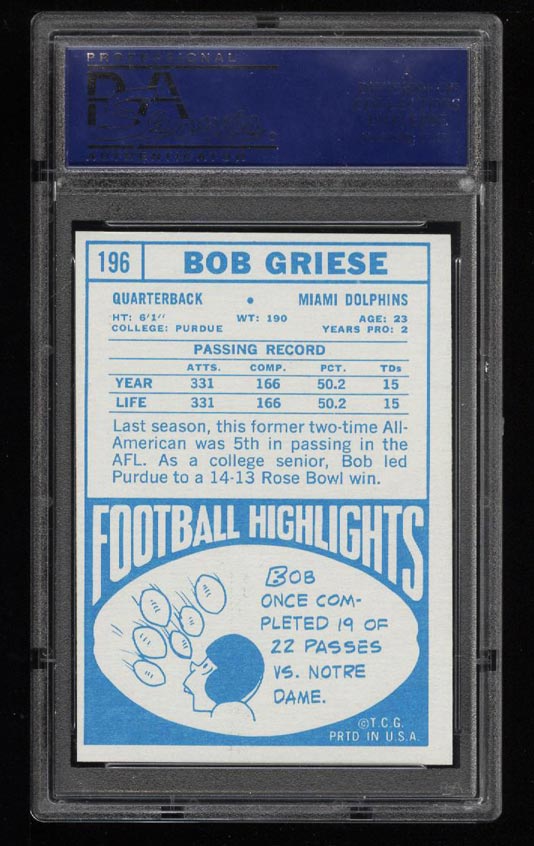 PROFESSIONAL
PSA
AUTHENTICATION
196 BOB GRIESE
QUARTERBACK • MIAMI DOLPHINS
HT: 6'1" WT: 190 AGE: 23
COLLEGE: PURDUE YEARS PRO: 2
PASSING RECORD
ATTS. COMP. PCT. TDs
YEAR 331 166 50.2 15
LIFE 331 166 50.2 15
Last season, this former two-time All-
American was 5th in passing in the
AFL. As a college senior, Bob led
Purdue to a 14-13 Rose Bowl win.
FOOTBALL HIGHLIGHTS
BOB
ONCE COM-
PLETED 19 OF
22 PASSES
VS. NOTRE
DAME.
©T.C.G.
PRTD IN U.S.A.